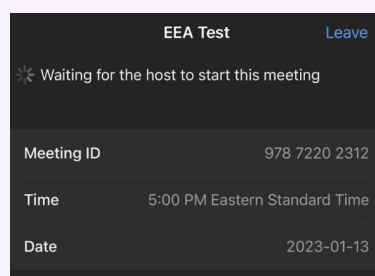 EEA Test Leave
Waiting for the host to start this meeting
Meeting ID 978 7220 2312
Time 5:00 PM Eastern Standard Time
Date 2023-01-13